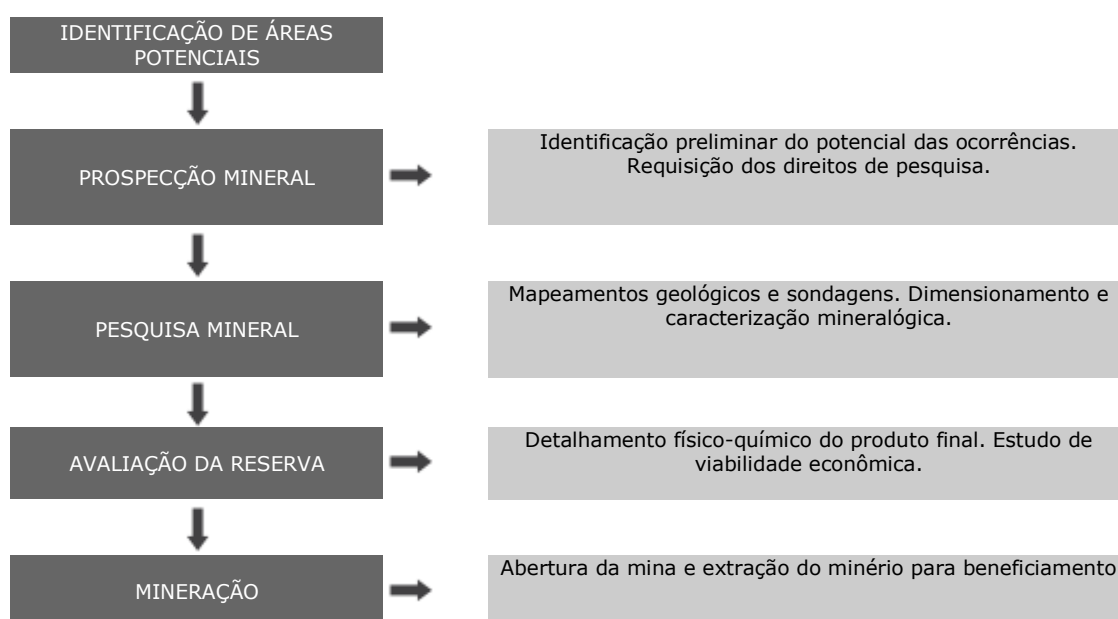 IDENTIFICAÇÃO DE ÁREAS
POTENCIAIS
PROSPECÇÃO MINERAL
Identificação preliminar do potencial das ocorrências.
Requisição dos direitos de pesquisa.
PESQUISA MINERAL
Mapeamentos geológicos e sondagens. Dimensionamento e
caracterização mineralógica.
AVALIAÇÃO DA RESERVA
Detalhamento físico-químico do produto final. Estudo de
viabilidade econômica.
MINERAÇÃO
Abertura da mina e extração do minério para beneficiamento